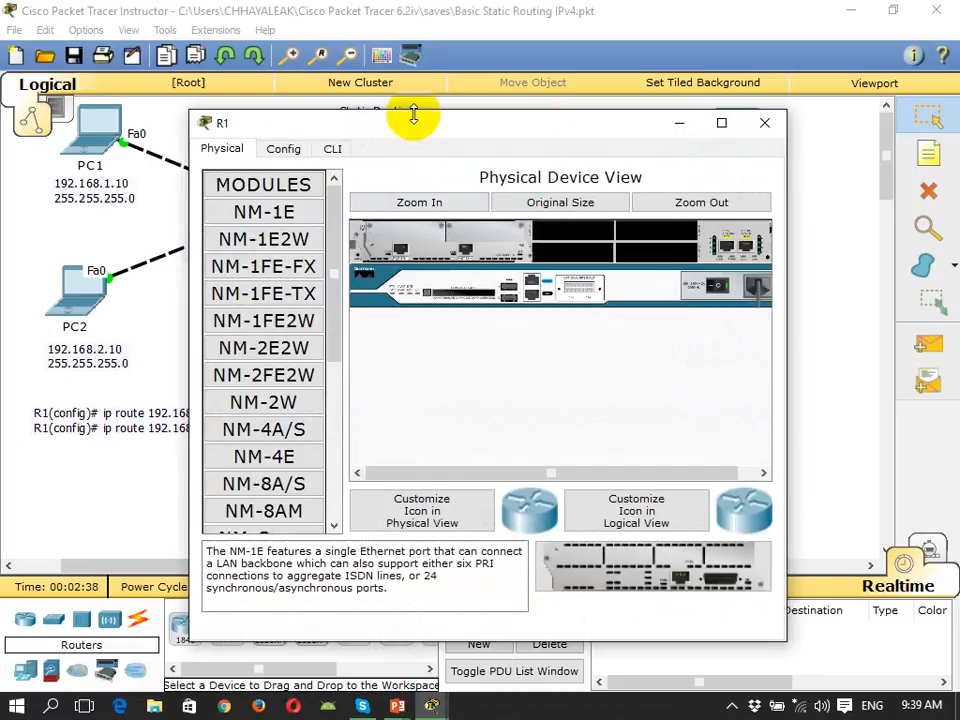 Cisco Packet Tracer Instructor - C:\Users\CHHAYALEAK\Cisco Packet Tracer 6.2iv\saves\Basic Static Routing IPv4.pkt
File Edit Options View Tools Extensions Help
Logical [Root] New Cluster Move Object Set Tiled Background Viewport
R1
Physical Config CLI
MODULES
NM-1E
NM-1E2W
NM-1FE-FX
NM-1FE-TX
NM-1FE2W
NM-2E2W
NM-2FE2W
NM-2W
NM-4A/S
NM-4E
NM-8A/S
NM-8AM
Physical Device View
Zoom In Original Size Zoom Out
Customize
Icon in
Physical View
Customize
Icon in
Logical View
The NM-1E features a single Ethernet port that can connect
a LAN backbone which can also support either six PRI
connections to aggregate ISDN lines, or 24
synchronous/asynchronous ports.
Fa0
PC1
192.168.1.10
255.255.255.0
Fa0
PC2
192.168.2.10
255.255.255.0
R1(config)# ip route 192.168
R1(config)# ip route 192.168
Time: 00:02:38 Power Cycle
Realtime
Routers
New Delete
Toggle PDU List Window
Destination Type Color
Select a Device to Drag and Drop to the Workspace
ENG 9:39 AM